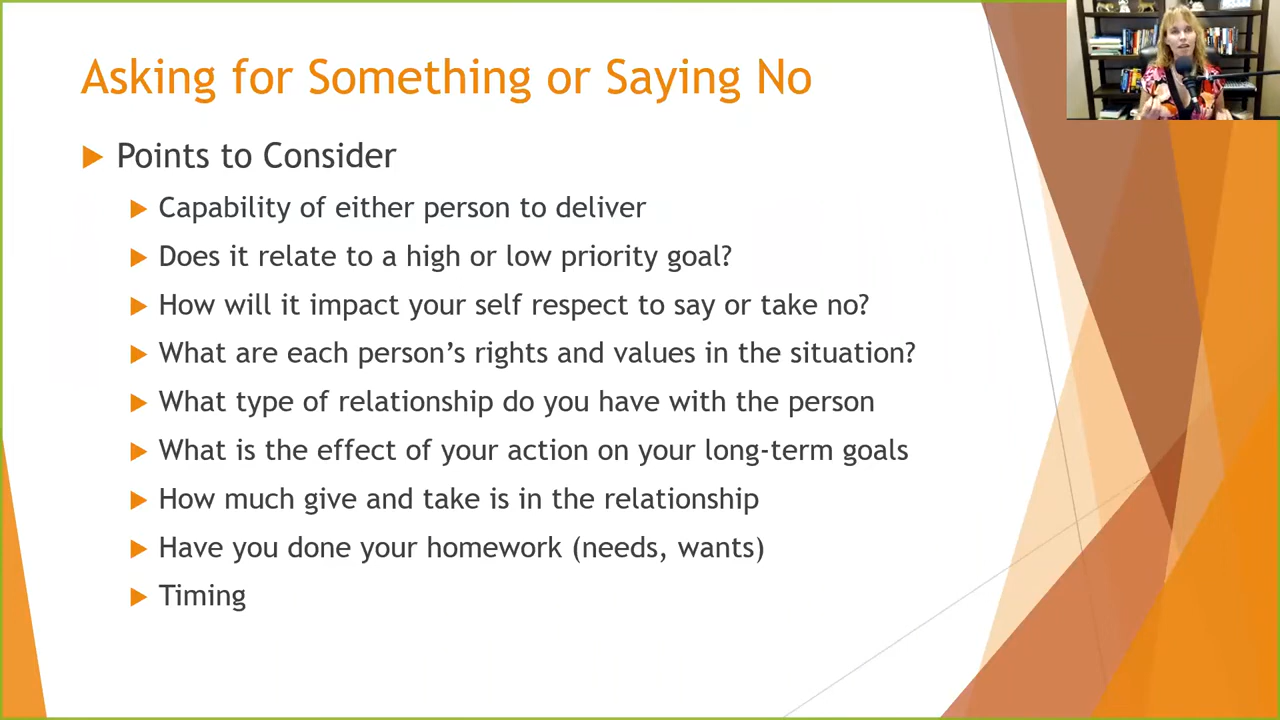 Asking for Something or Saying No
Points to Consider
Capability of either person to deliver
Does it relate to a high or low priority goal?
How will it impact your self respect to say or take no?
What are each person’s rights and values in the situation?
What type of relationship do you have with the person
What is the effect of your action on your long-term goals
How much give and take is in the relationship
Have you done your homework (needs, wants)
Timing